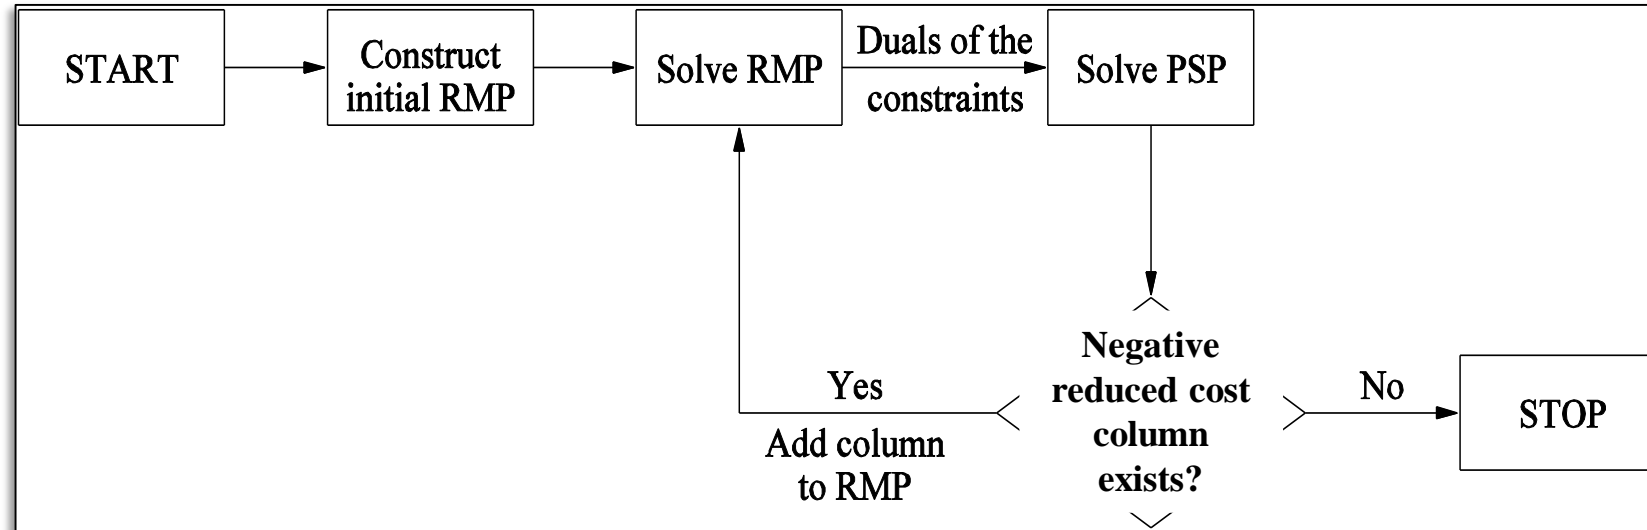 START
Construct
initial RMP
Solve RMP
Duals of the
constraints
Solve PSP
Negative
reduced cost
column
exists?
Yes
Add column
to RMP
No
STOP